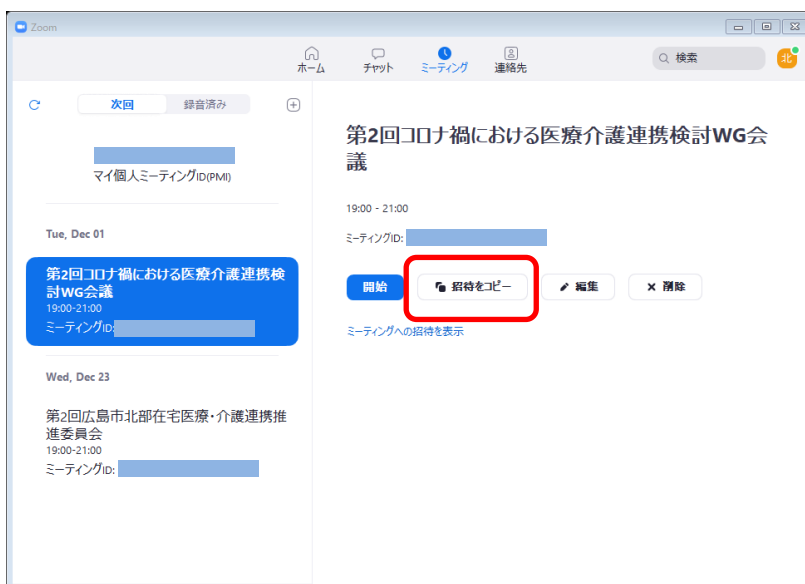 Zoom
ホーム
チャット
ミーティング
連絡先
検索
北
次回
録音済み
マイ個人ミーティングID(PMI)
Tue, Dec 01
第2回コロナ禍における医療介護連携検
討WG会議
19:00-21:00
ミーティングID:
Wed, Dec 23
第2回広島市北部在宅医療・介護連携推
進委員会
19:00-21:00
ミーティングID:
第2回コロナ禍における医療介護連携検討WG会
議
19:00 - 21:00
ミーティングID:
開始
招待をコピー
編集
削除
ミーティングへの招待を表示